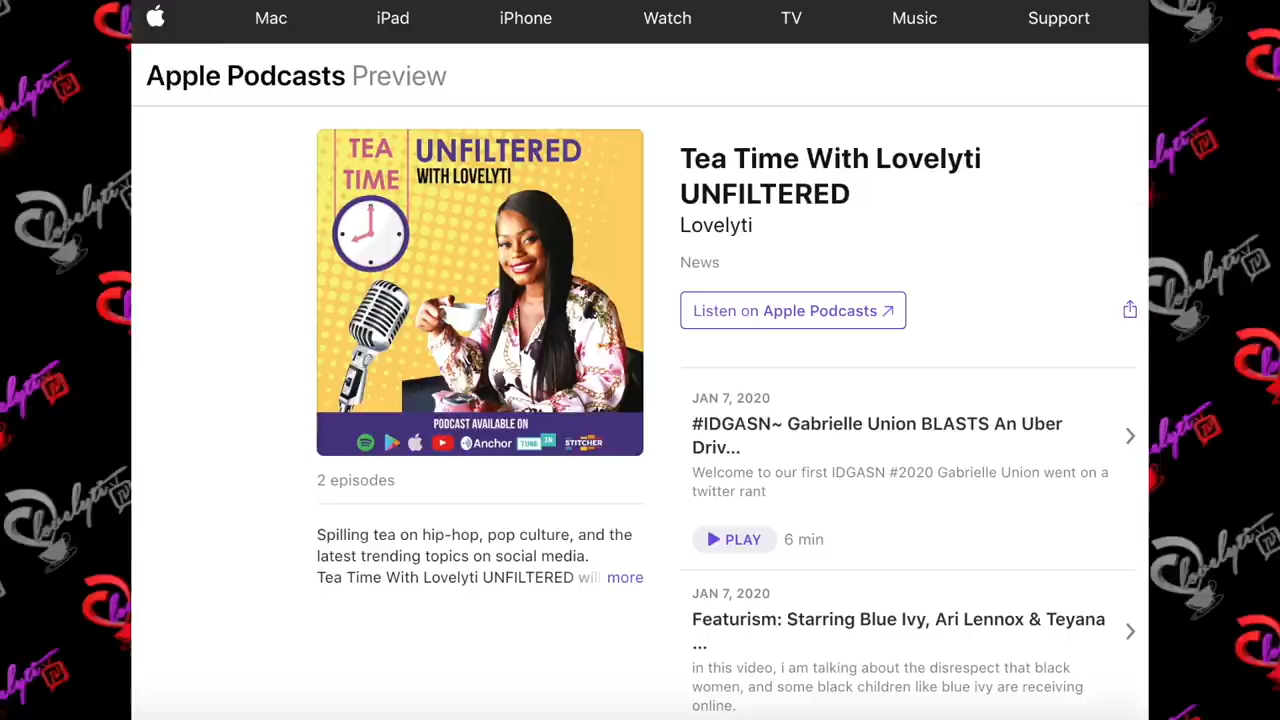 Mac iPad iPhone Watch TV Music Support
Apple Podcasts Preview
TEA
TIME
UNFILTERED
WITH LOVELYTI
PODCAST AVAILABLE ON
Anchor TUNE IN STITCHER
2 episodes
Spilling tea on hip-hop, pop culture, and the
latest trending topics on social media.
Tea Time With Lovelyti UNFILTERED wil more
Tea Time With Lovelyti
UNFILTERED
Lovelyti
News
Listen on Apple Podcasts
JAN 7, 2020
#IDGASN~ Gabrielle Union BLASTS An Uber
Driv...
Welcome to our first IDGASN #2020 Gabrielle Union went on a
twitter rant
PLAY 6 min
JAN 7, 2020
Featurism: Starring Blue Ivy, Ari Lennox & Teyana
...
in this video, i am talking about the disrespect that black
women, and some black children like blue ivy are receiving
online.
Lovelyti TV